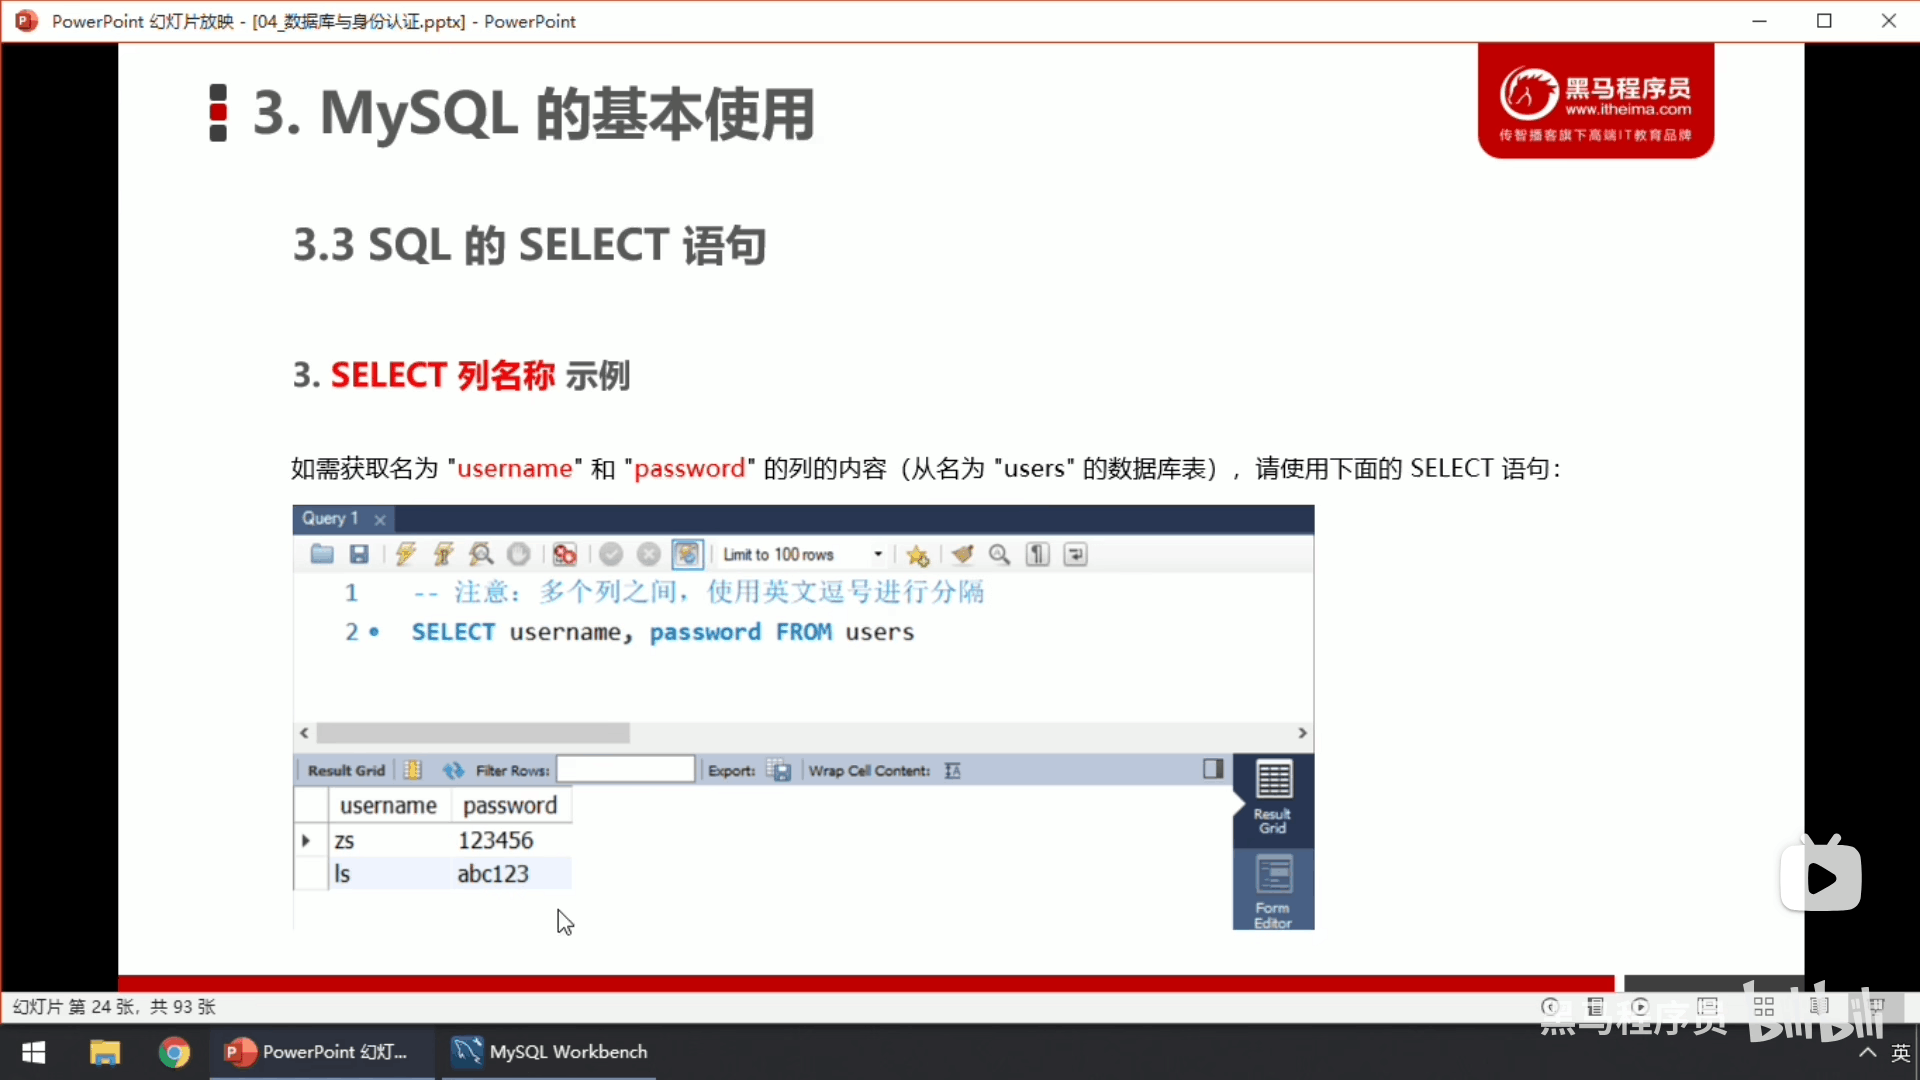 PowerPoint 幻灯片放映 - [04_数据库与身份认证.pptx] - PowerPoint
3. MySQL 的基本使用
黑马程序员
www.itheima.com
传智播客旗下高端IT教育品牌
3.3 SQL 的 SELECT 语句
3. SELECT 列名称 示例
如需获取名为 "username" 和 "password" 的列的内容（从名为 "users" 的数据库表），请使用下面的 SELECT 语句：
Query 1
Limit to 100 rows
1 -- 注意：多个列之间，使用英文逗号进行分隔
2 SELECT username, password FROM users
Result Grid Filter Rows: Export: Wrap Cell Content:
username password
zs 123456
ls abc123
Result
Grid
Form
Editor
幻灯片 第 24 张，共 93 张
黑马程序员 bilibili
PowerPoint 幻灯... MySQL Workbench 英